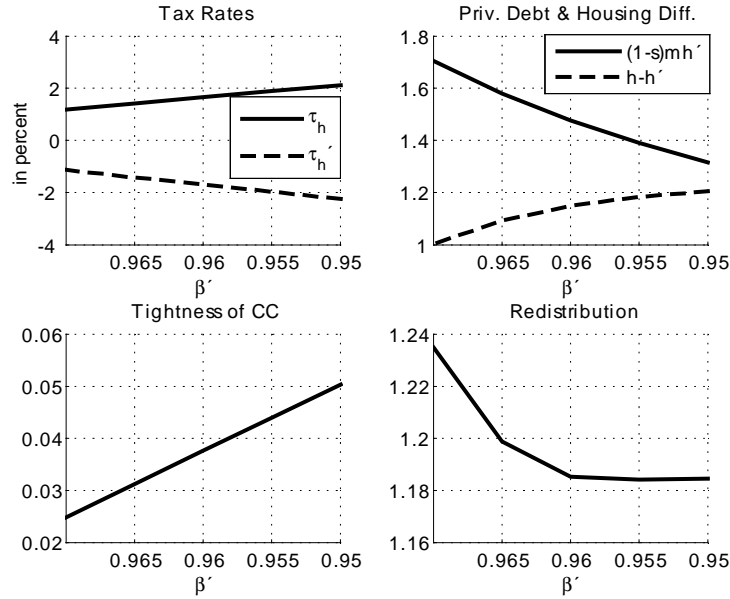 Tax Rates
4
2
0
-2
-4
in percent
τh
τh´
0.965 0.96 0.955 0.95
β´
Priv. Debt & Housing Diff.
1.8
1.6
1.4
1.2
1
(1-s)mh´
h-h´
0.965 0.96 0.955 0.95
β´
Tightness of CC
0.06
0.05
0.04
0.03
0.02
0.965 0.96 0.955 0.95
β´
Redistribution
1.24
1.22
1.2
1.18
1.16
0.965 0.96 0.955 0.95
β´